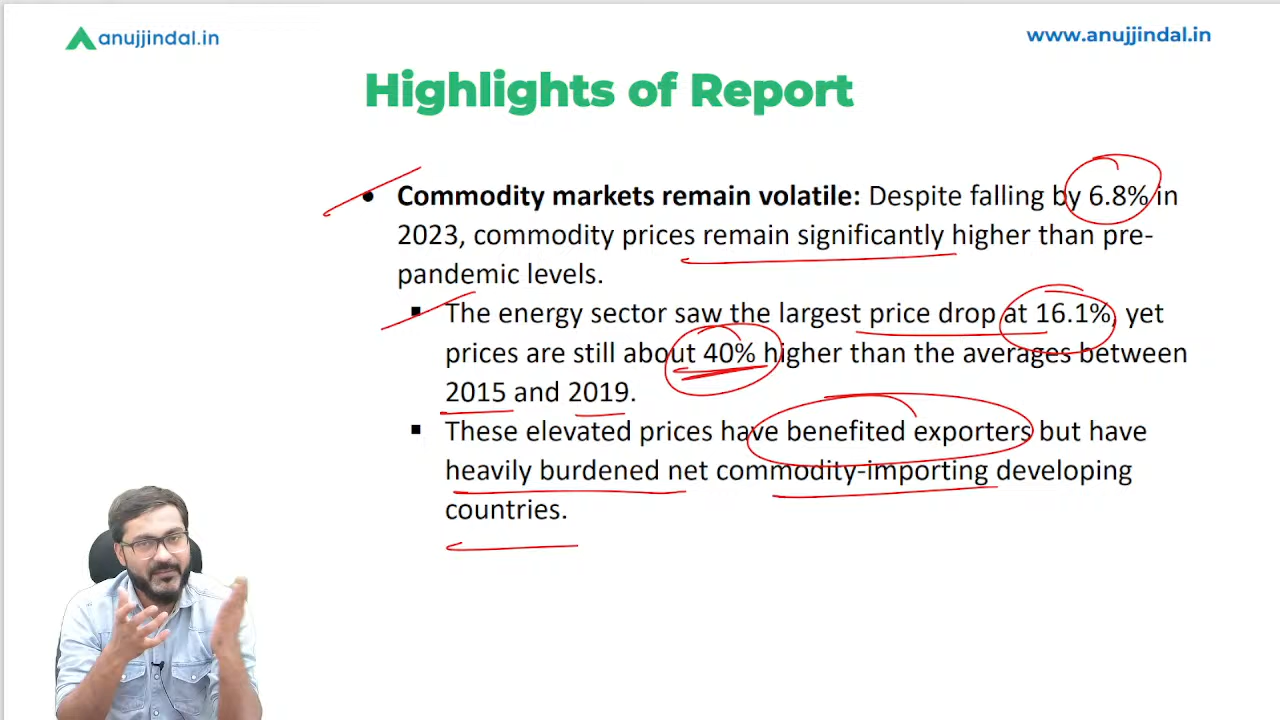 anujjindal.in
www.anujjindal.in
Highlights of Report
• Commodity markets remain volatile: Despite falling by 6.8% in
2023, commodity prices remain significantly higher than pre-
pandemic levels.
▪ The energy sector saw the largest price drop at 16.1%, yet
prices are still about 40% higher than the averages between
2015 and 2019.
▪ These elevated prices have benefited exporters but have
heavily burdened net commodity-importing developing
countries.